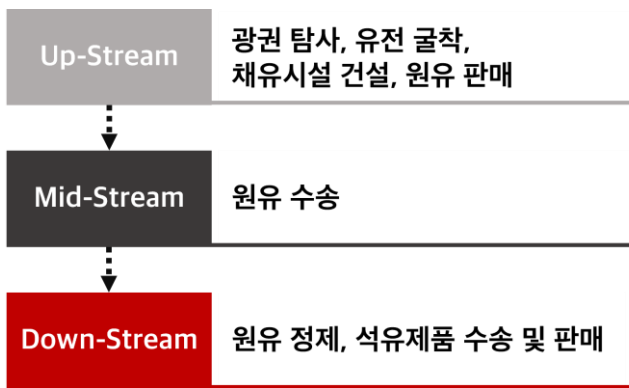 Up-Stream
광권 탐사, 유전 굴착,
채유시설 건설, 원유 판매
Mid-Stream
원유 수송
Down-Stream
원유 정제, 석유제품 수송 및 판매